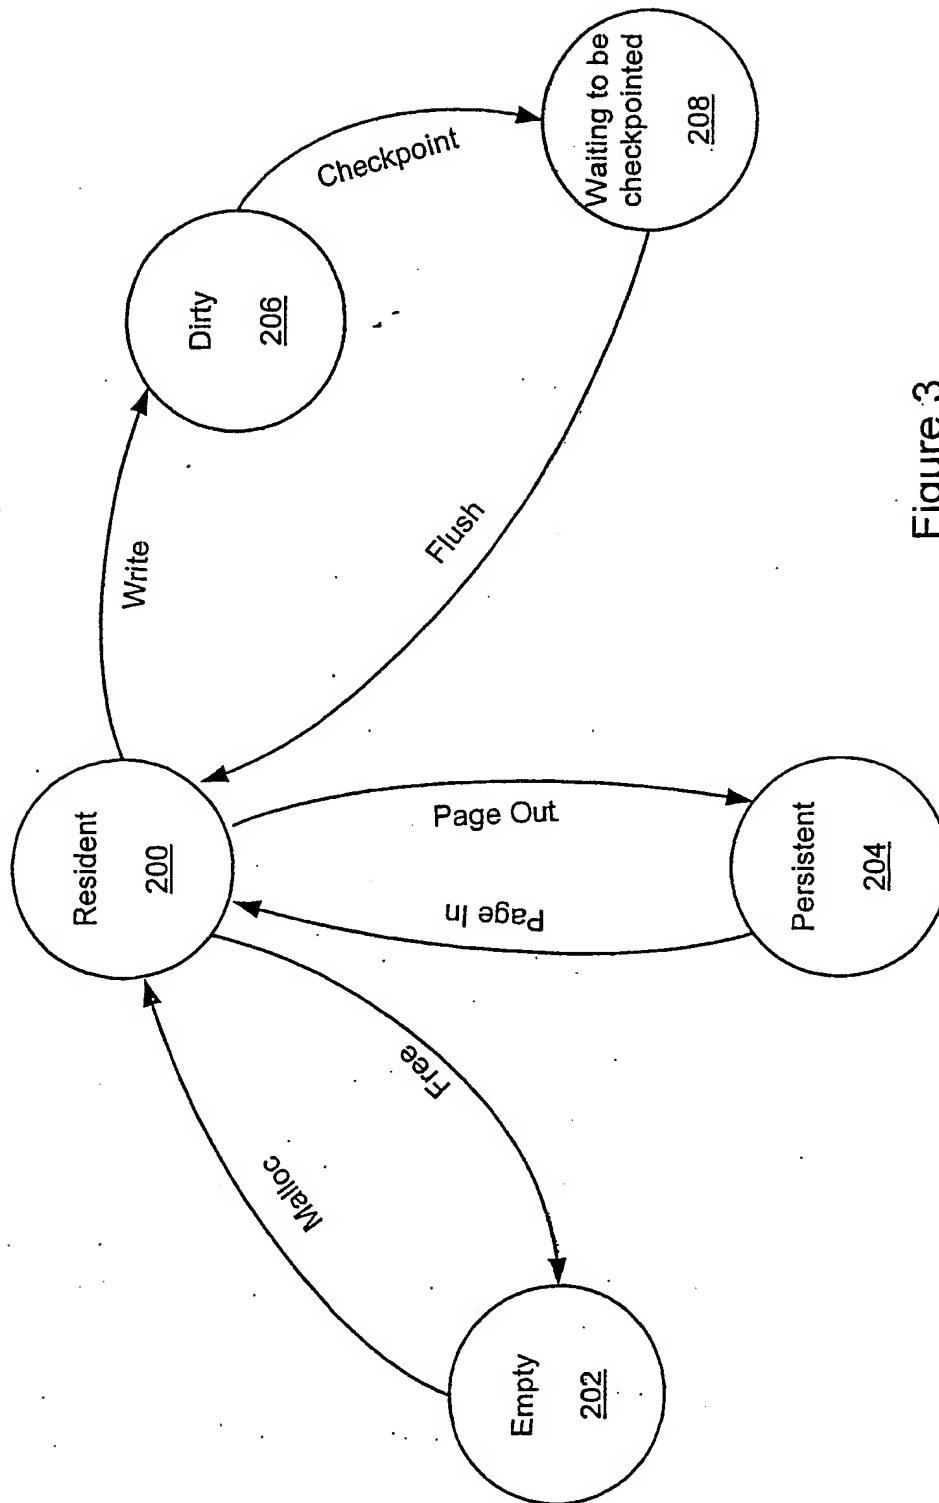 Resident
200
Write
Dirty
206
Checkpoint
Waiting to be
checkpointed
208
Flush
Page Out
Page In
Persistent
204
Free
Malloc
Empty
202
Figure 3